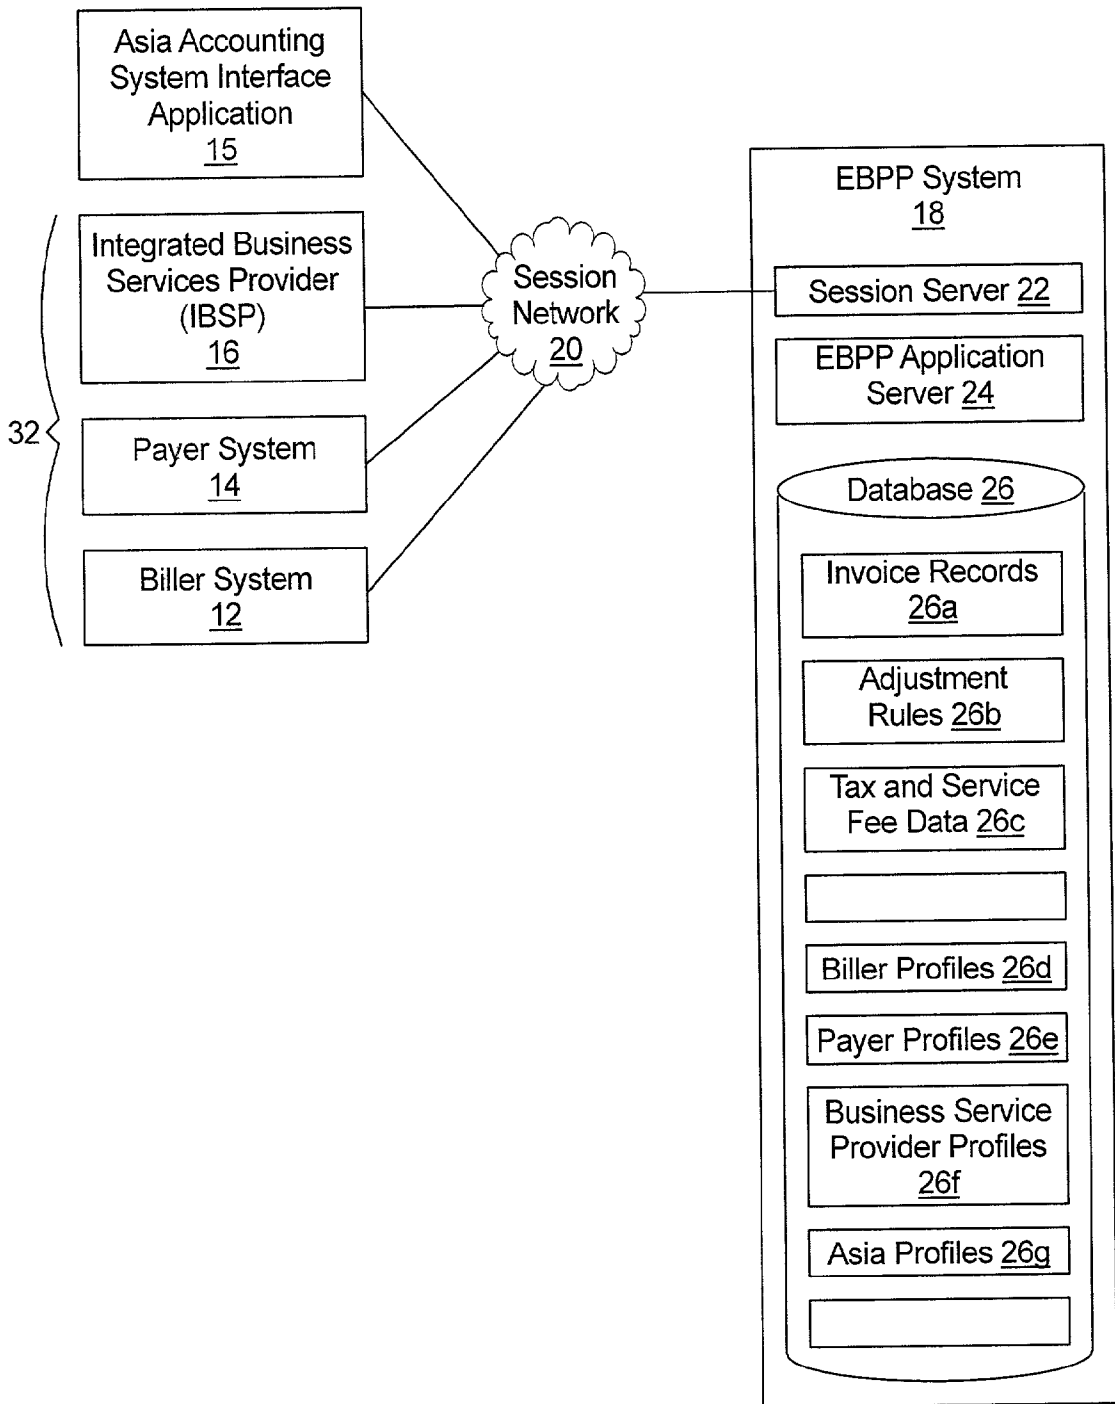 Asia Accounting
System Interface
Application
15
Integrated Business
Services Provider
(IBSP)
16
32
Payer System
14
Biller System
12
Session
Network
20
EBPP System
18
Session Server 22
EBPP Application
Server 24
Database 26
Invoice Records
26a
Adjustment
Rules 26b
Tax and Service
Fee Data 26c
Biller Profiles 26d
Payer Profiles 26e
Business Service
Provider Profiles
26f
Asia Profiles 26g